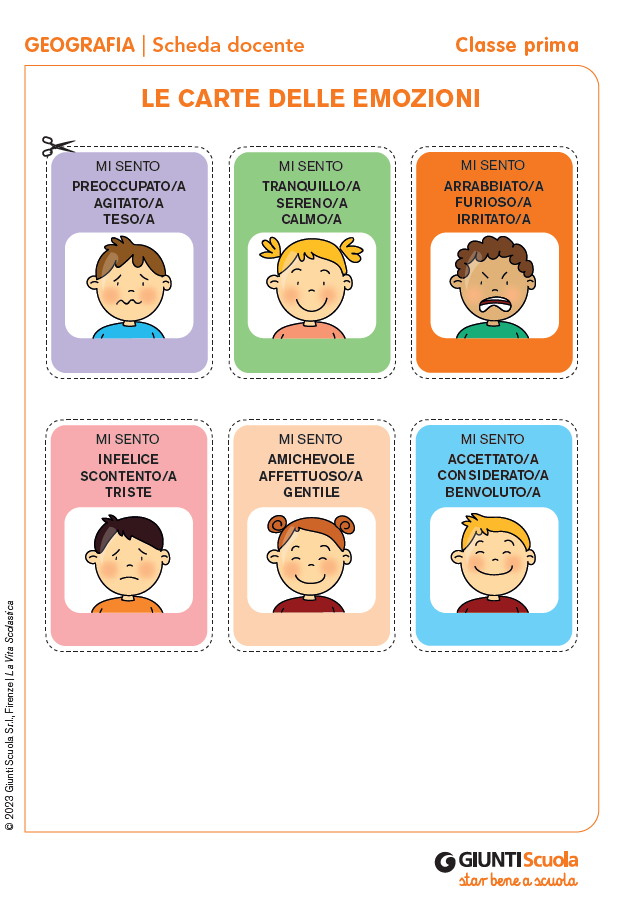 GEOGRAFIA | Scheda docente
Classe prima
LE CARTE DELLE EMOZIONI
MI SENTO
PREOCCUPATO/A
AGITATO/A
TESO/A
MI SENTO
TRANQUILLO/A
SERENO/A
CALMO/A
MI SENTO
ARRABBIATO/A
FURIOSO/A
IRRITATO/A
MI SENTO
INFELICE
SCONTENTO/A
TRISTE
MI SENTO
AMICHEVOLE
AFFETTUOSO/A
GENTILE
MI SENTO
ACCETTATO/A
CONSIDERATO/A
BENVOLUTO/A
© 2023 Giunti Scuola S.r.l., Firenze | La Vita Scolastica
GIUNTI Scuola
star bene a scuola